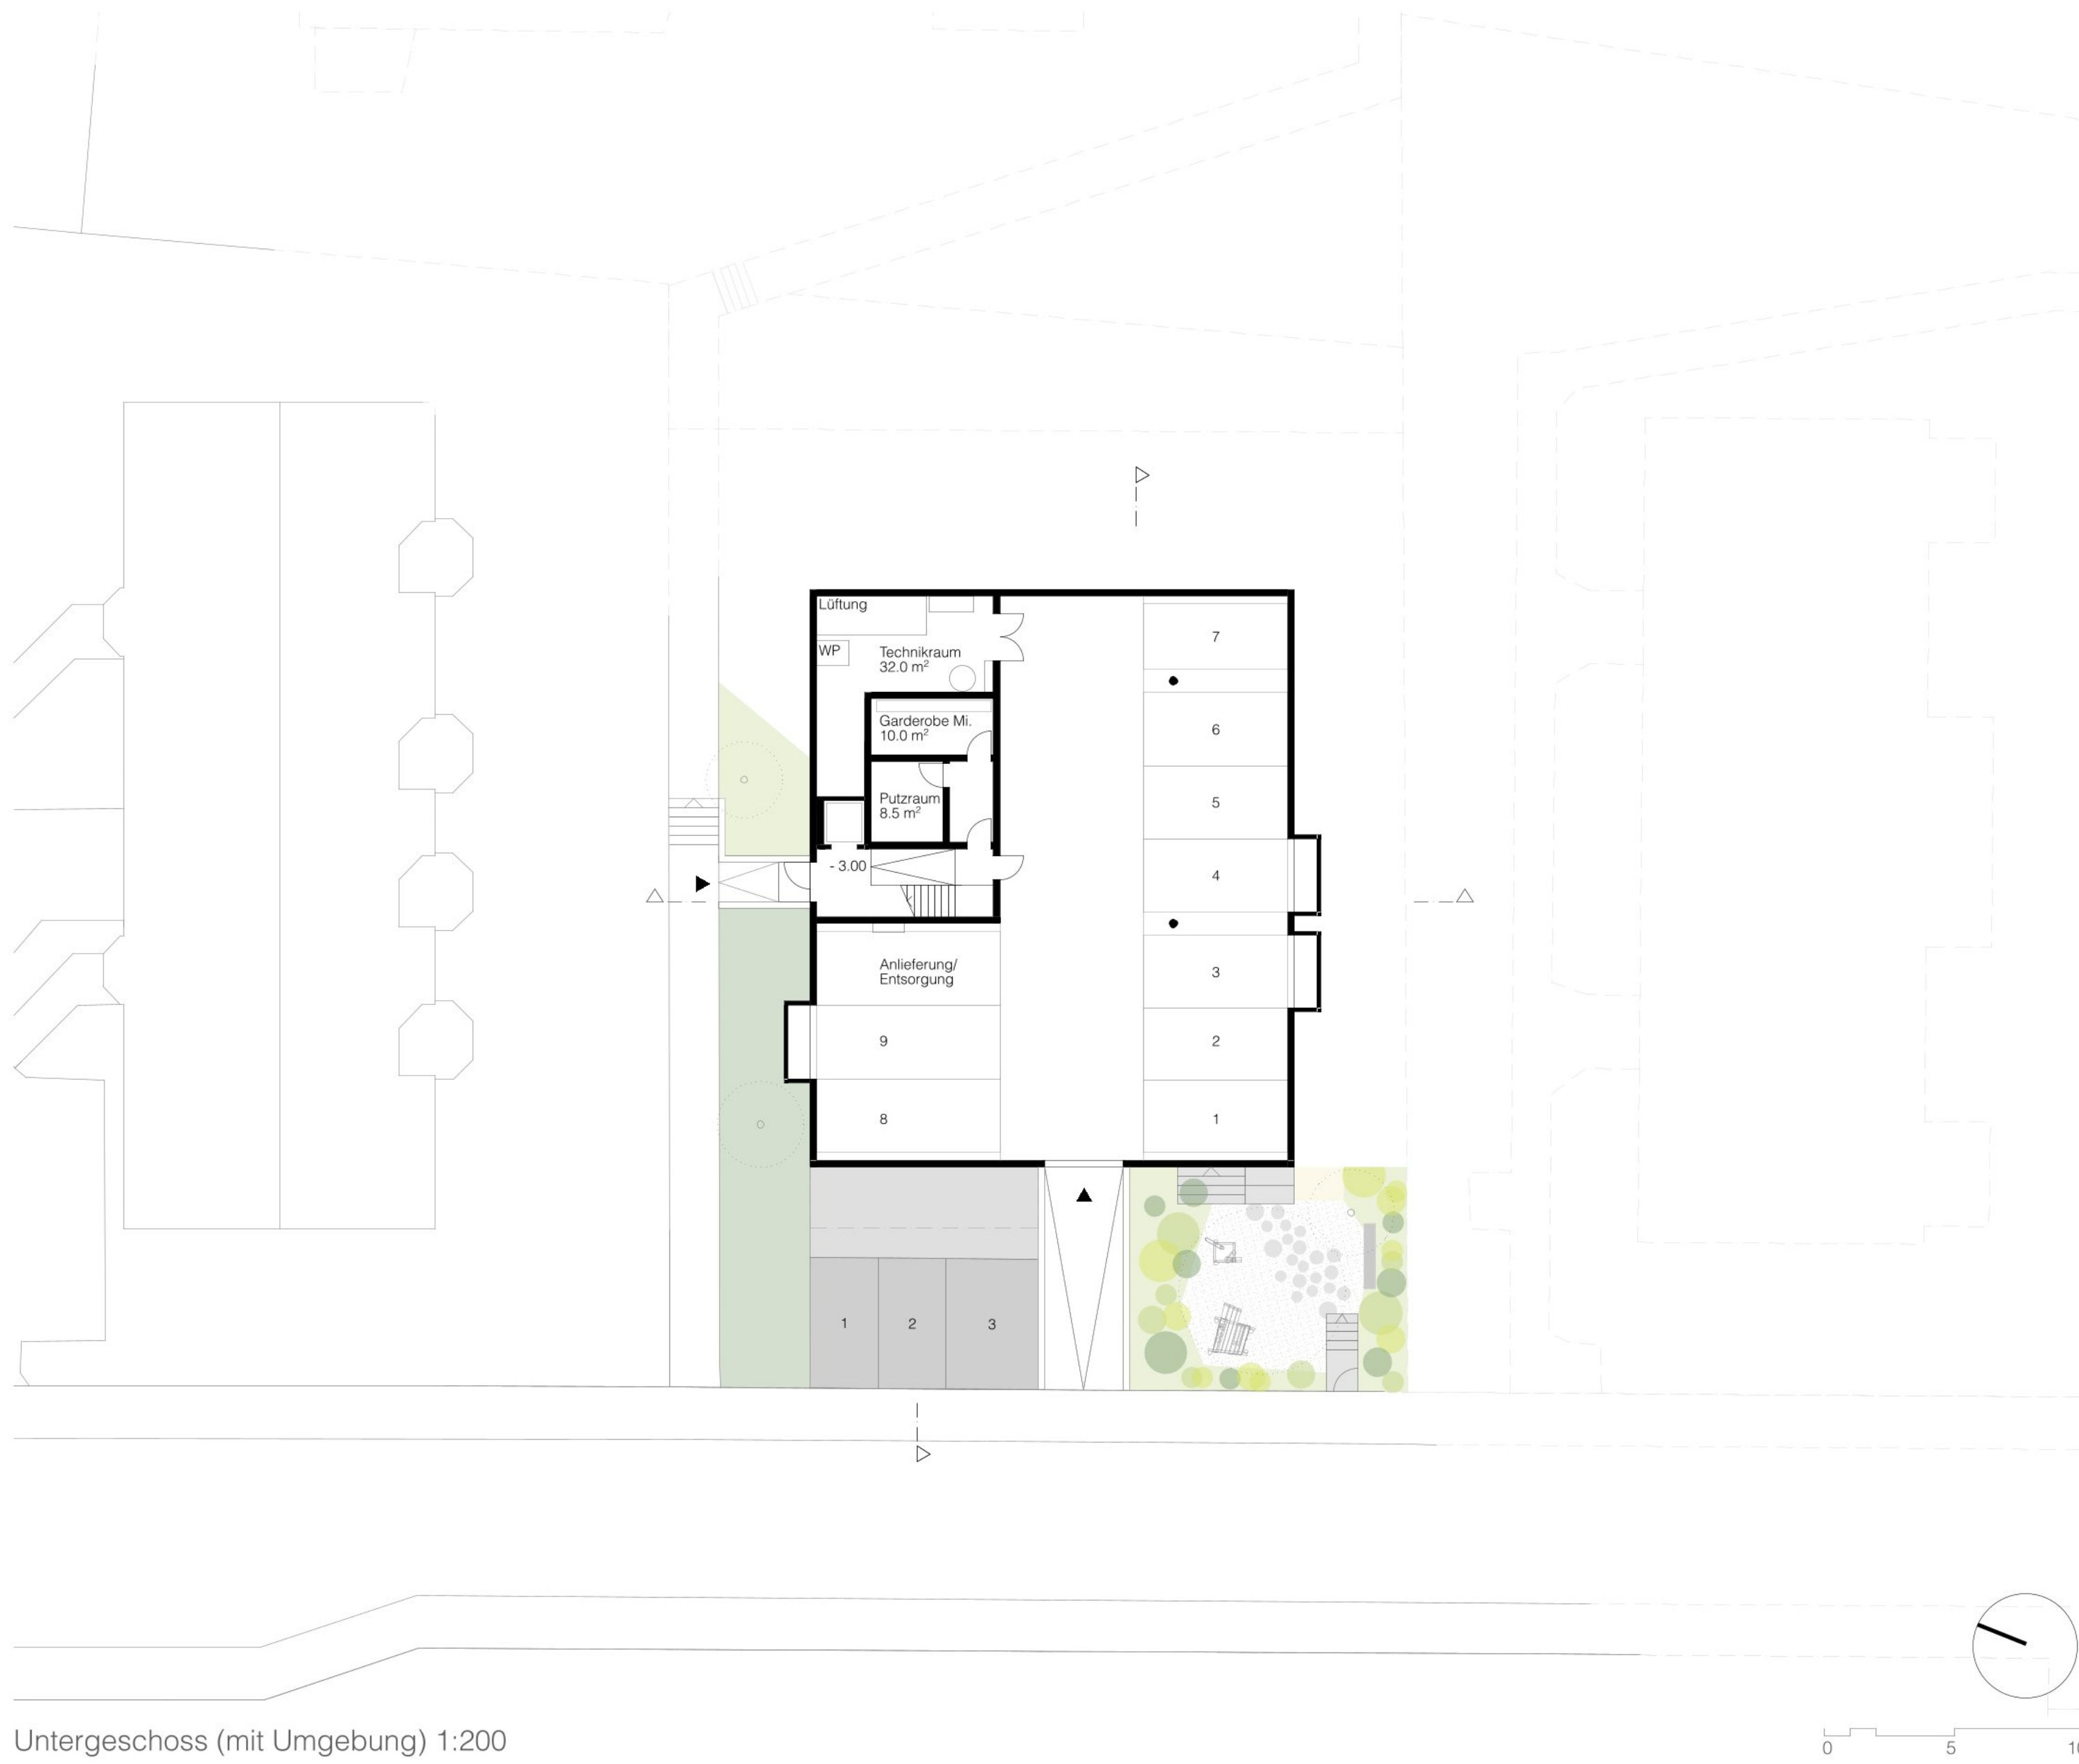 Lüftung
WP
Technikraum
32.0 m²
Garderobe Mi.
10.0 m²
Putzraum
8.5 m²
- 3.00
Anlieferung/
Entsorgung
9
8
7
6
5
4
3
2
1
1
2
3
Untergeschoss (mit Umgebung) 1:200
0
5